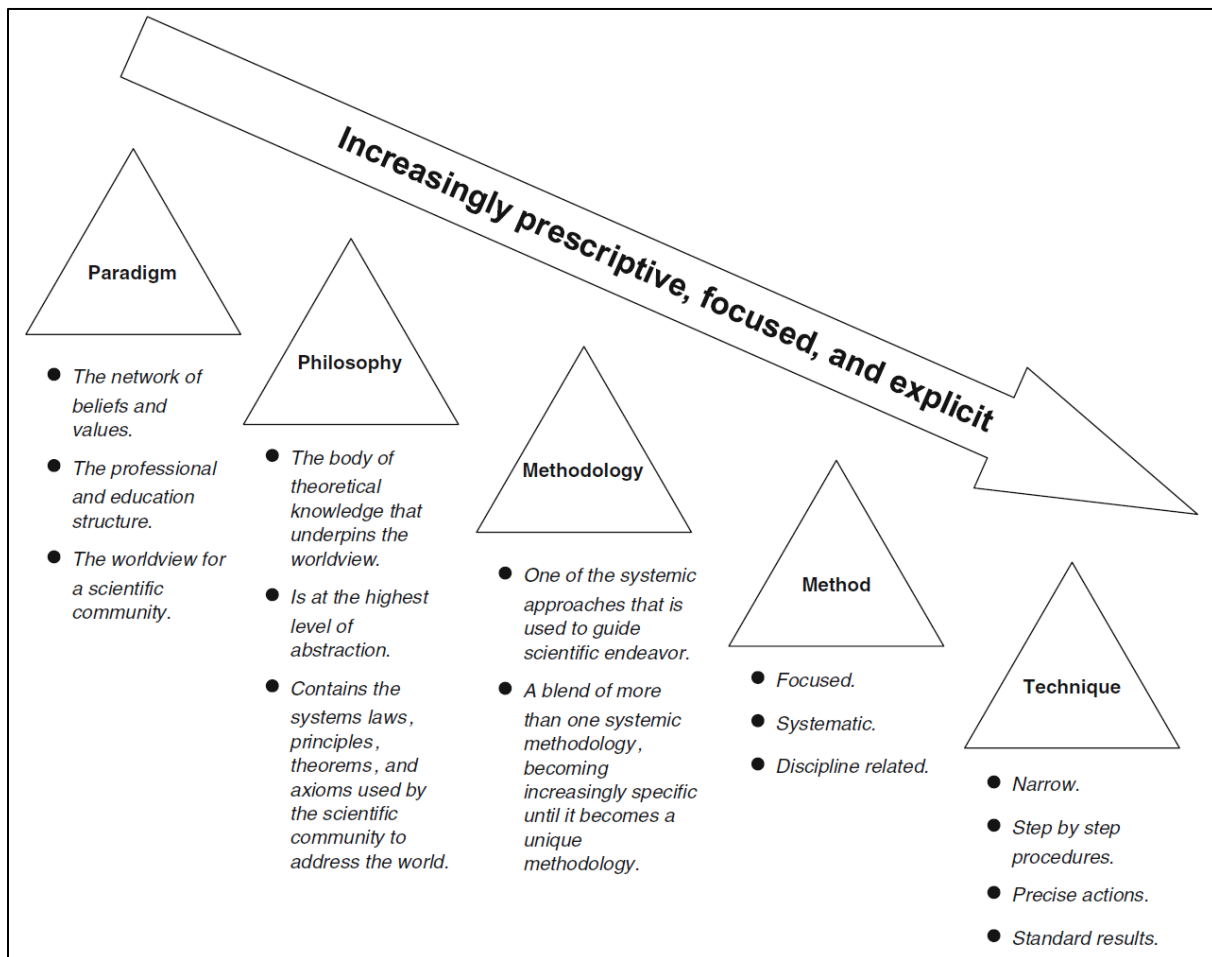 Increasingly prescriptive, focused, and explicit
Paradigm
● The network of
beliefs and
values.
● The professional
and education
structure.
● The worldview for
a scientific
community.
Philosophy
● The body of
theoretical
knowledge that
underpins the
worldview.
● Is at the highest
level of
abstraction.
● Contains the
systems laws,
principles,
theorems, and
axioms used by
the scientific
community to
address the world.
Methodology
● One of the systemic
approaches that is
used to guide
scientific endeavor.
● A blend of more
than one systemic
methodology,
becoming
increasingly specific
until it becomes a
unique
methodology.
Method
● Focused.
● Systematic.
● Discipline related.
Technique
● Narrow.
● Step by step
procedures.
● Precise actions.
● Standard results.